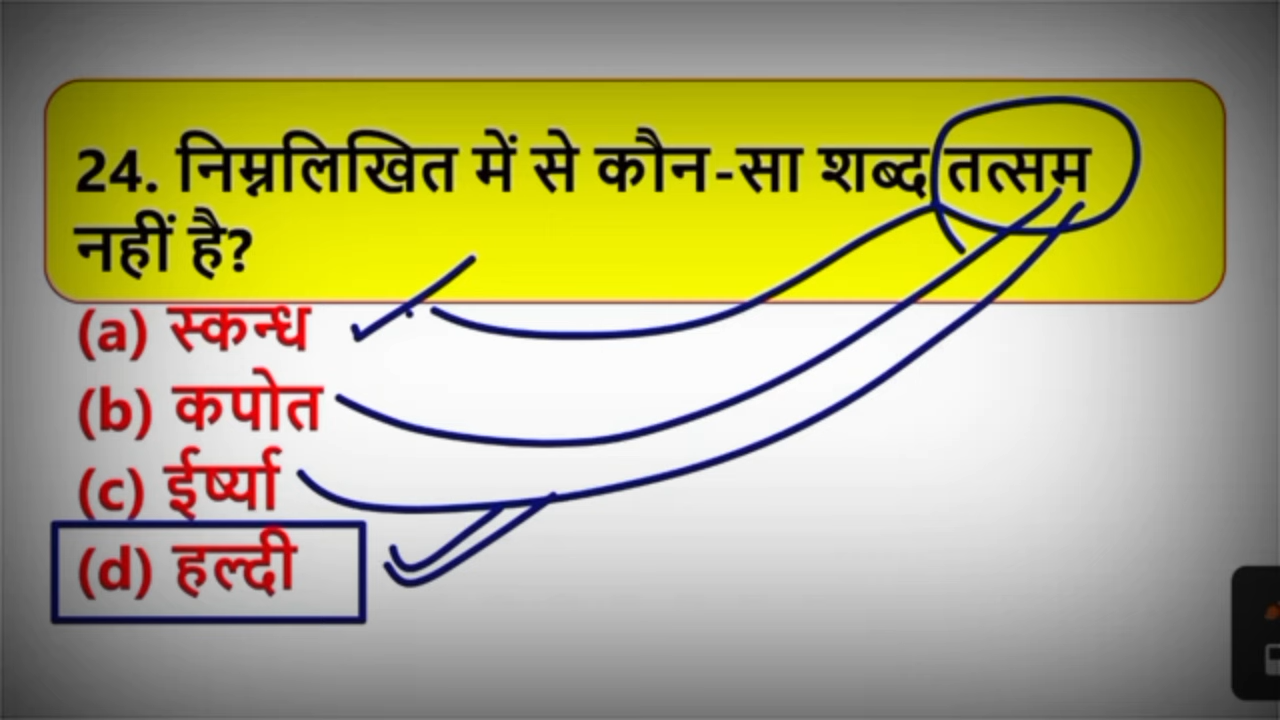 24. निम्नलिखित में से कौन-सा शब्द तत्सम
नहीं है?
(a) स्कन्ध
(b) कपोत
(c) ईर्ष्या
(d) हल्दी